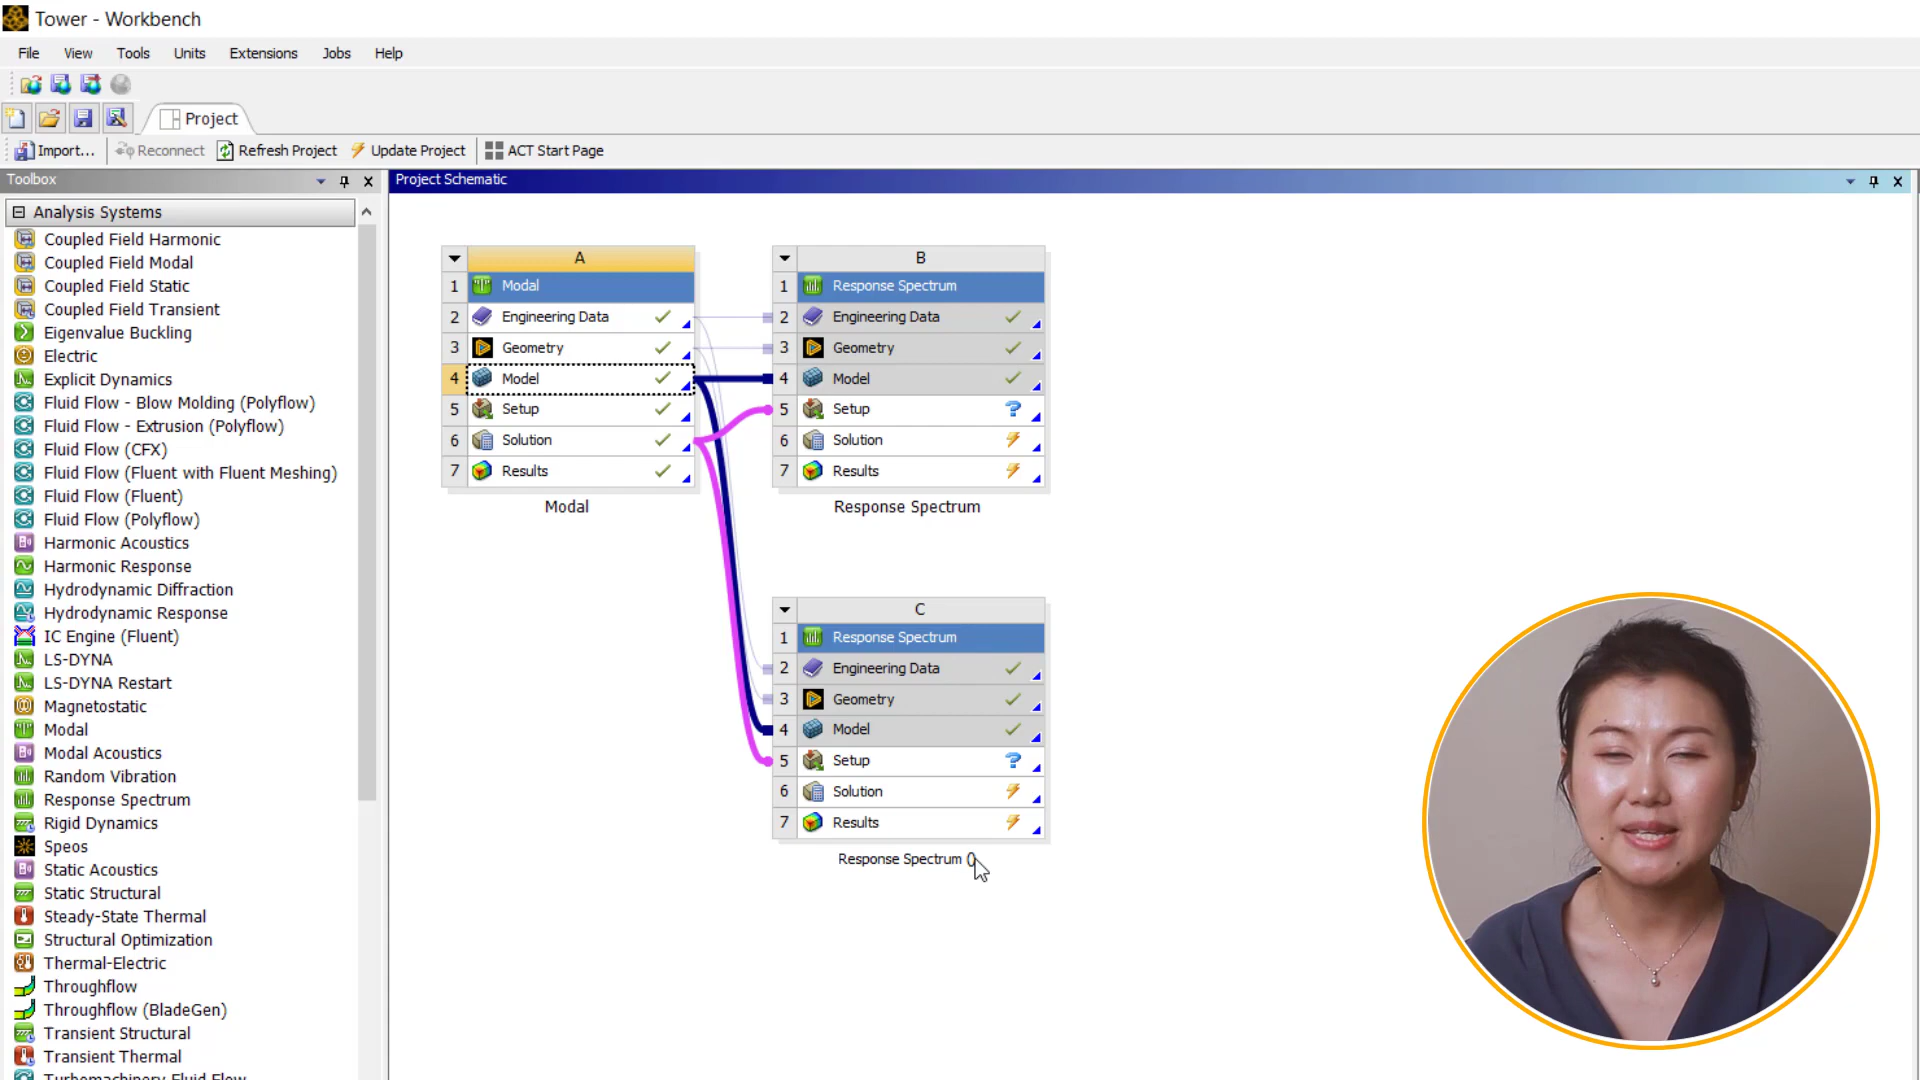 Tower - Workbench
File View Tools Units Extensions Jobs Help
Project
Import... Reconnect Refresh Project Update Project ACT Start Page
Toolbox
Project Schematic
Analysis Systems
Coupled Field Harmonic
Coupled Field Modal
Coupled Field Static
Coupled Field Transient
Eigenvalue Buckling
Electric
Explicit Dynamics
Fluid Flow - Blow Molding (Polyflow)
Fluid Flow - Extrusion (Polyflow)
Fluid Flow (CFX)
Fluid Flow (Fluent with Fluent Meshing)
Fluid Flow (Fluent)
Fluid Flow (Polyflow)
Harmonic Acoustics
Harmonic Response
Hydrodynamic Diffraction
Hydrodynamic Response
IC Engine (Fluent)
LS-DYNA
LS-DYNA Restart
Magnetostatic
Modal
Modal Acoustics
Random Vibration
Response Spectrum
Rigid Dynamics
Speos
Static Acoustics
Static Structural
Steady-State Thermal
Structural Optimization
Thermal-Electric
Throughflow
Throughflow (BladeGen)
Transient Structural
Transient Thermal
Turbomachinery Fluid Flow
A
1 Modal
2 Engineering Data
3 Geometry
4 Model
5 Setup
6 Solution
7 Results
Modal
B
1 Response Spectrum
2 Engineering Data
3 Geometry
4 Model
5 Setup ?
6 Solution
7 Results
Response Spectrum
C
1 Response Spectrum
2 Engineering Data
3 Geometry
4 Model
5 Setup ?
6 Solution
7 Results
Response Spectrum ()